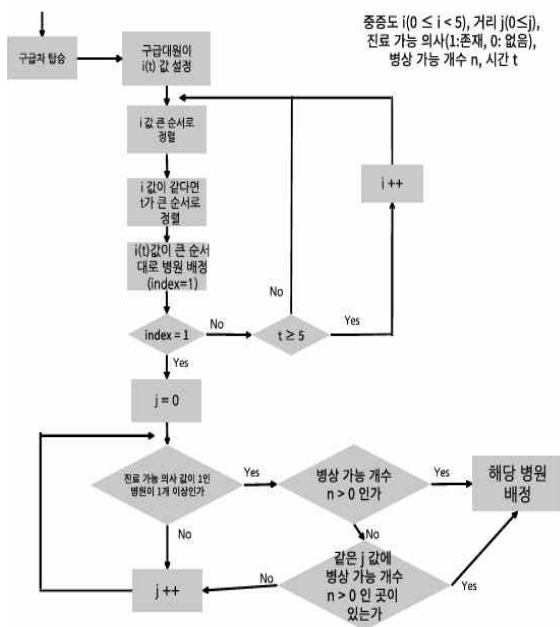 중증도 i(0 ≤ i < 5), 거리 j(0≤j),
진료 가능 의사(1:존재, 0: 없음),
병상 가능 개수 n, 시간 t
구급차 탑승
구급대원이
i(t) 값 설정
i 값 큰 순서로
정렬
i 값이 같다면
t가 큰 순서로
정렬
i(t)값이 큰 순서
대로 병원 배정
(index=1)
index = 1
No
t ≥ 5
No
Yes
i ++
Yes
j = 0
진료 가능 의사 값이 1인
병원이 1개 이상인가
Yes
병상 가능 개수
n > 0 인가
Yes
해당 병원
배정
No
No
같은 j 값에
병상 가능 개수
n > 0 인 곳이
있는가
Yes
No
j ++